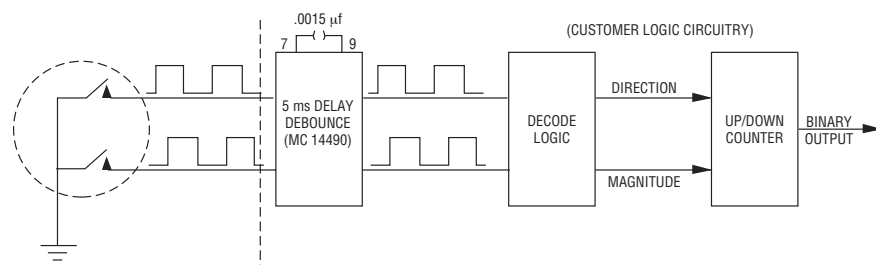 .0015 µf
7
9
(CUSTOMER LOGIC CIRCUITRY)
5 ms DELAY
DEBOUNCE
(MC 14490)
DECODE
LOGIC
DIRECTION
MAGNITUDE
UP/DOWN
COUNTER
BINARY
OUTPUT